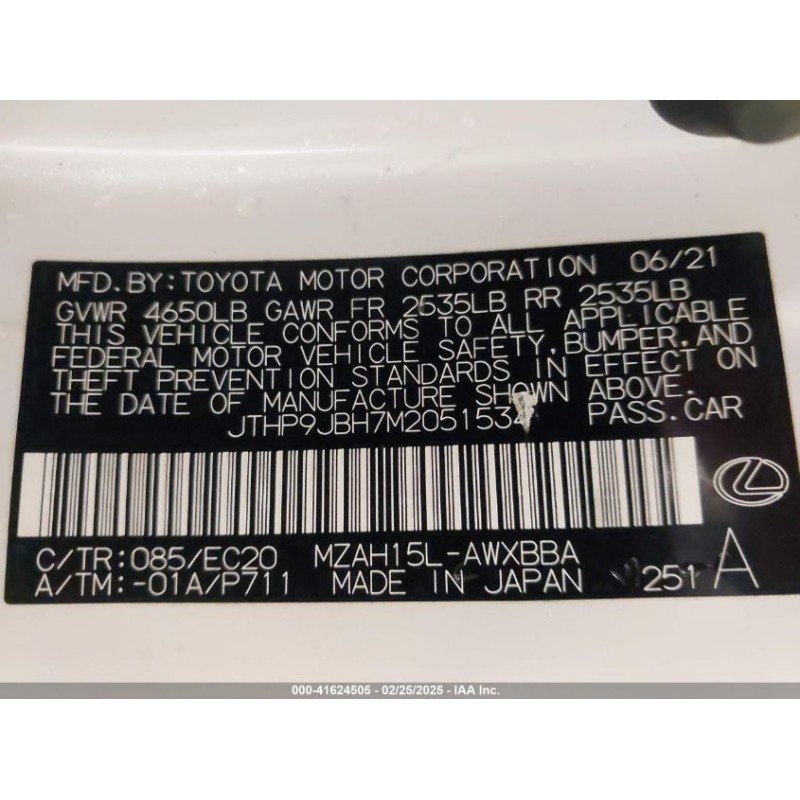 MFD.BY:TOYOTA MOTOR CORPORATION 06/21
GVWR 4650LB GAWR FR 2535LB RR 2535LB
THIS VEHICLE CONFORMS TO ALL APPLICABLE
FEDERAL MOTOR VEHICLE SAFETY,BUMPER,AND
THEFT PREVENTION STANDARDS IN EFFECT ON
THE DATE OF MANUFACTURE SHOWN ABOVE.
PASS.CAR
C/TR:085/EC20 MZAH15L-AWXBBA
A/TM:-01A/P711 MADE IN JAPAN 251 A
000-41624505 - 02/25/2025 - IAA Inc.